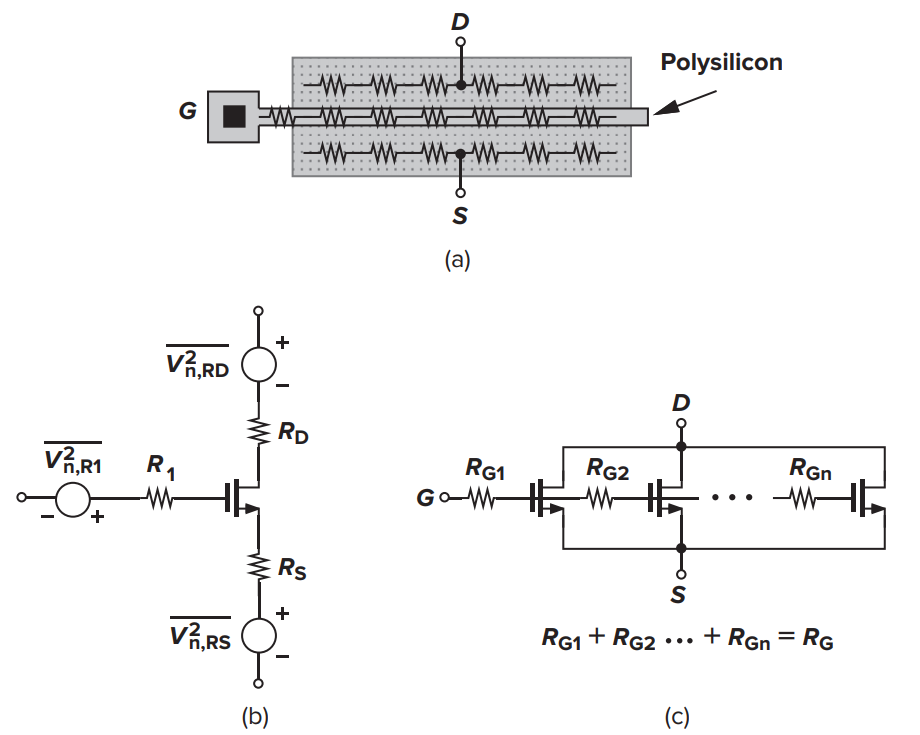 D
Polysilicon
G
S
(a)
V²n,RD
+
−
RD
V²n,R1
R1
−
+
RS
V²n,RS
+
−
(b)
D
RG1
RG2
RGn
G
• • •
S
RG1 + RG2 ••• + RGn = RG
(c)